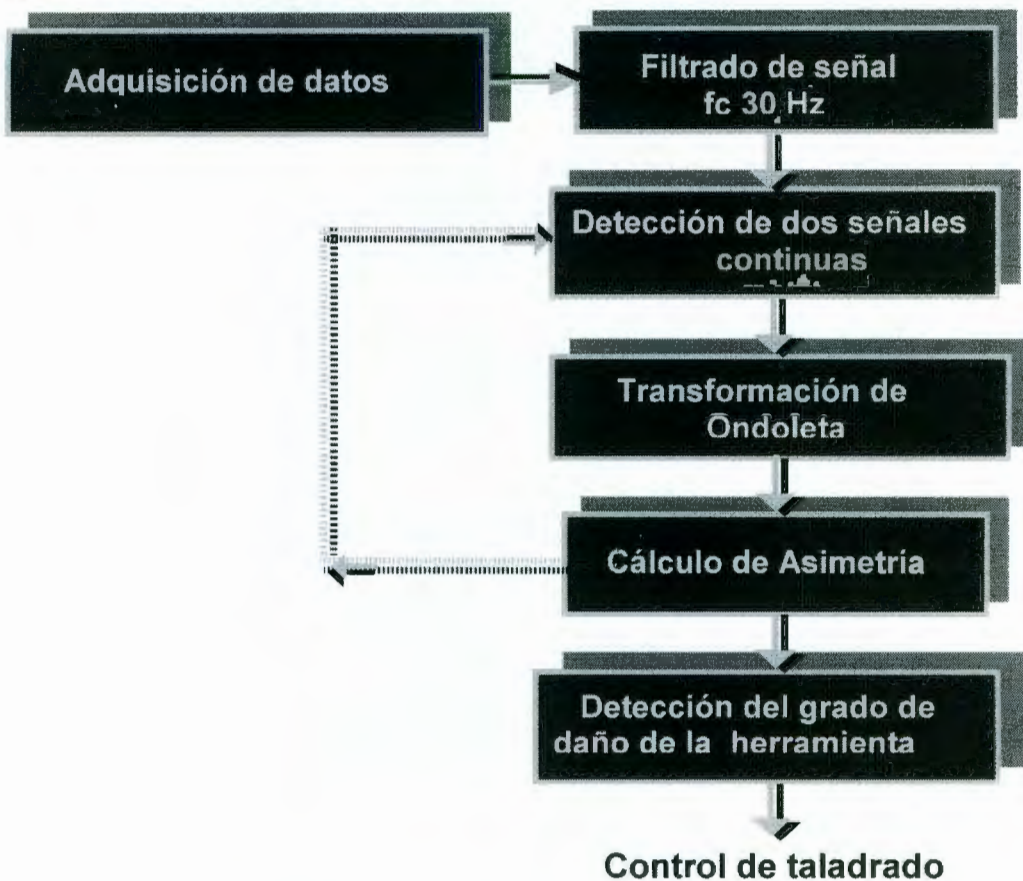 Adquisición de datos
Filtrado de señal
fc 30 Hz
Detección de dos señales
continuas
Transformación de
Ondoleta
Cálculo de Asimetría
Detección del grado de
daño de la herramienta
Control de taladrado